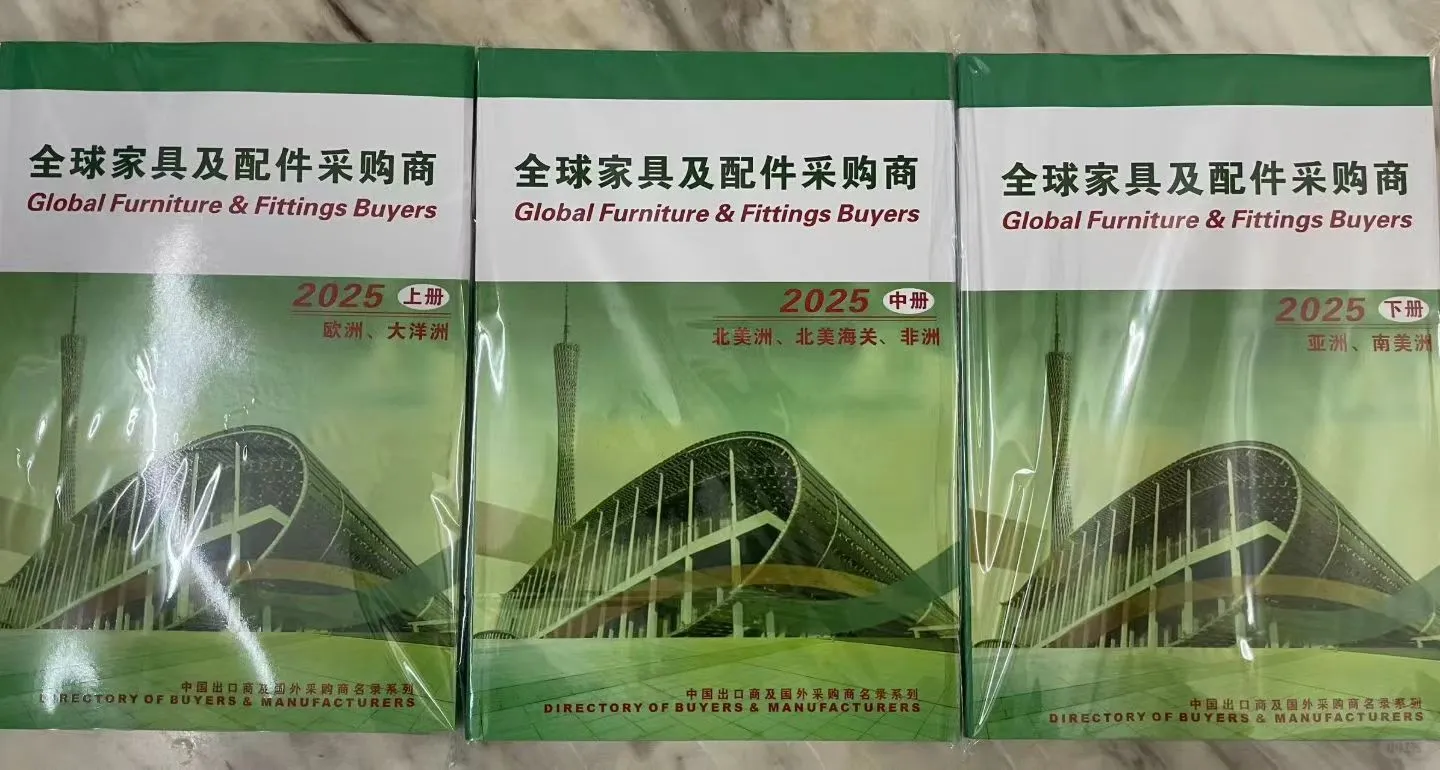 全球家具及配件采购商
Global Furniture & Fittings Buyers
2025 上册
欧洲、大洋洲
中国出口商及国外采购商名录系列
DIRECTORY OF BUYERS & MANUFACTURERS
全球家具及配件采购商
Global Furniture & Fittings Buyers
2025 中册
北美洲、北美海关、非洲
中国出口商及国外采购商名录系列
DIRECTORY OF BUYERS & MANUFACTURERS
全球家具及配件采购商
Global Furniture & Fittings Buyers
2025 下册
亚洲、南美洲
中国出口商及国外采购商名录系列
DIRECTORY OF BUYERS & MANUFACTURERS